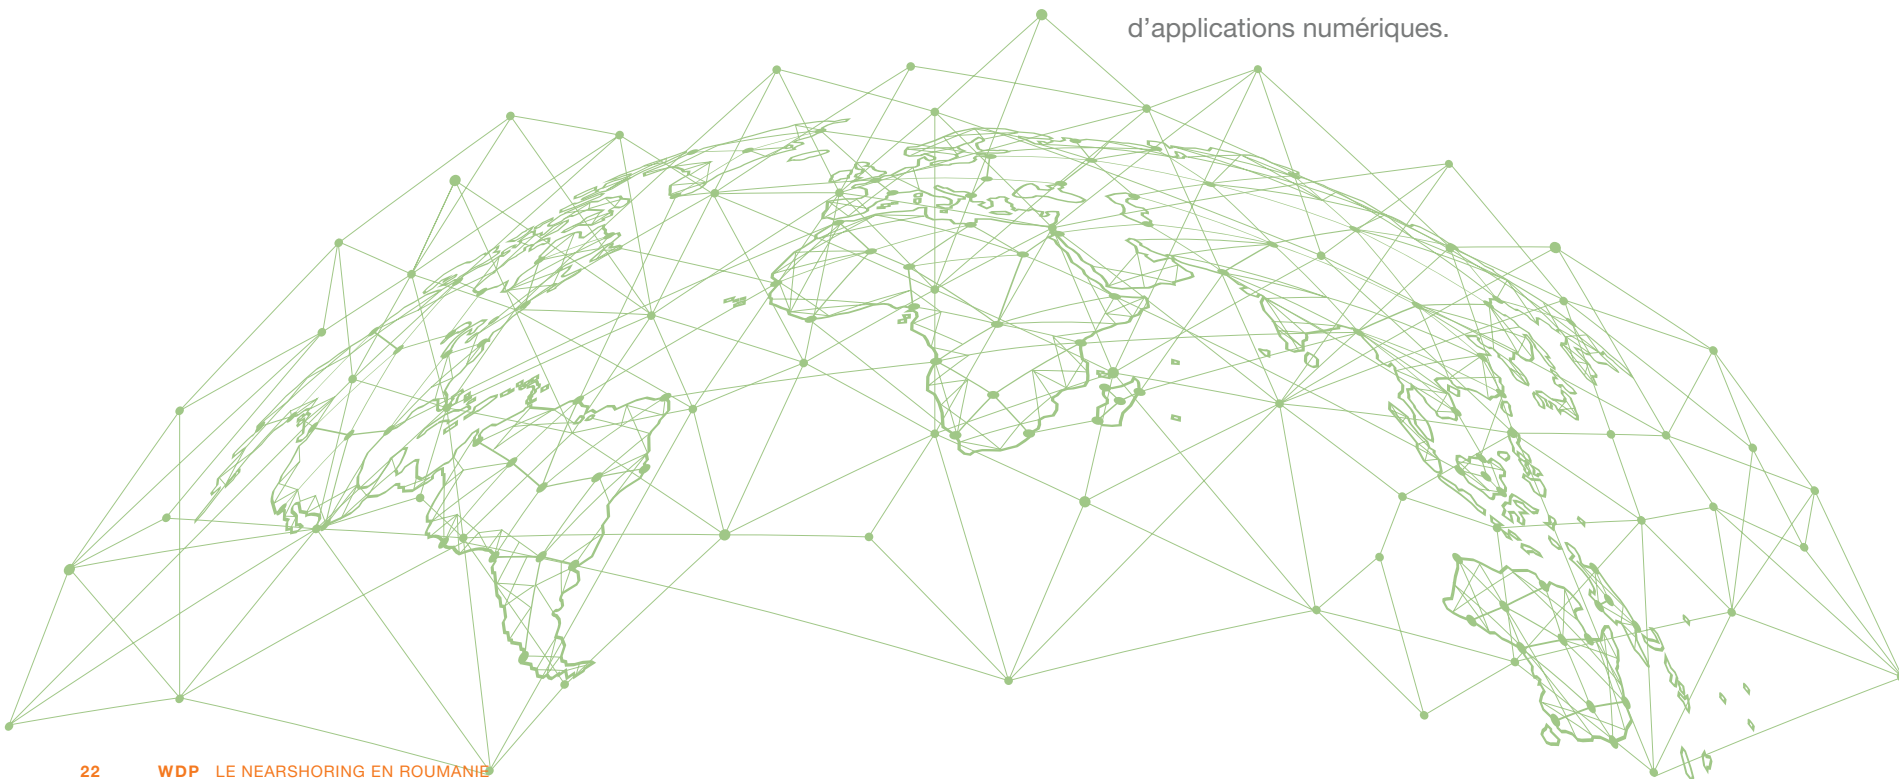 d’applications numériques.
22 WDP LE NEARSHORING EN ROUMANIE